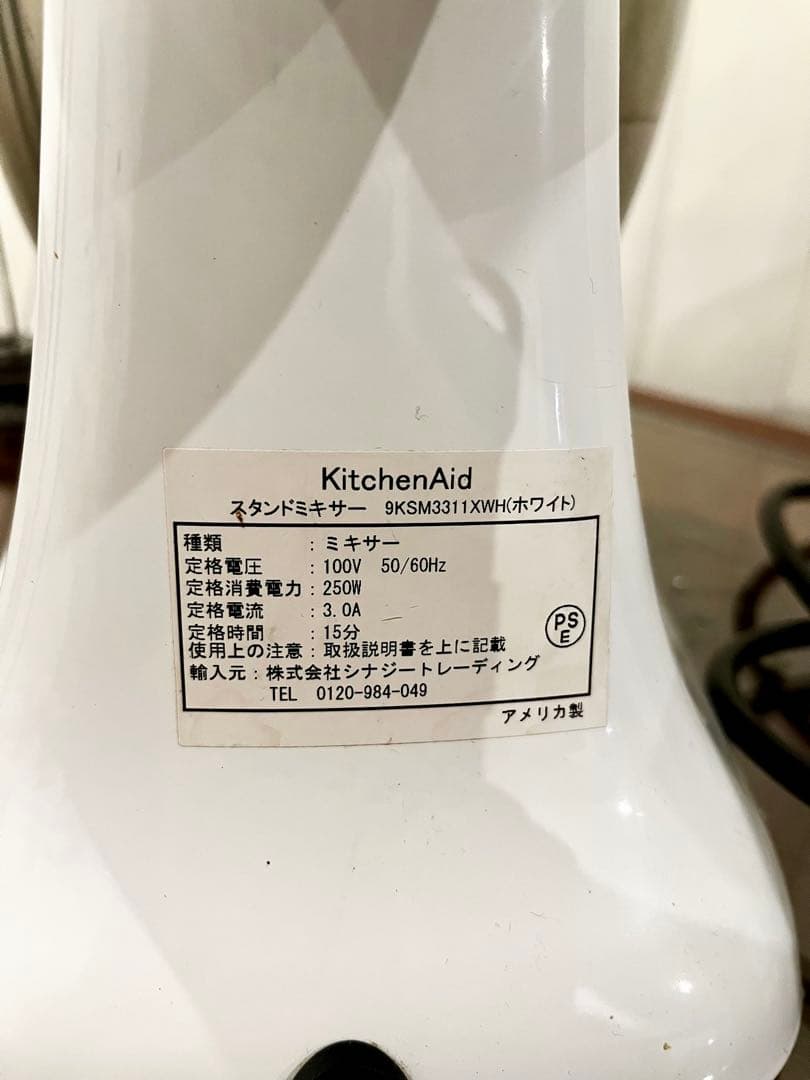 KitchenAid
スタンドミキサー 9KSM3311XWH(ホワイト)
種類 : ミキサー
定格電圧 : 100V 50/60Hz
定格消費電力 : 250W
定格電流 : 3.0A
定格時間 : 15分
使用上の注意 : 取扱説明書を上に記載
輸入元 : 株式会社シナジートレーディング
TEL 0120-984-049
PS
E
アメリカ製